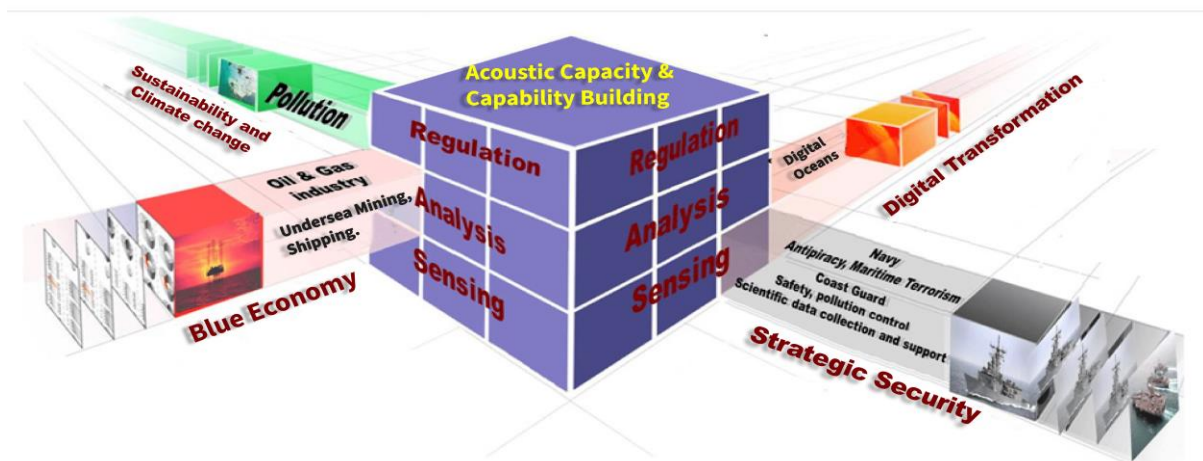 Acoustic Capacity &
Capability Building
Regulation
Analysis
Sensing
Regulation
Analysis
Sensing
Sustainability and
Climate change
Pollution
Oil & Gas
industry
Undersea Mining,
Shipping.
Blue Economy
Digital
Oceans
Digital Transformation
Navy
Antipiracy, Maritime Terrorism
Coast Guard
Safety, pollution control
Scientific data collection and support
Strategic Security